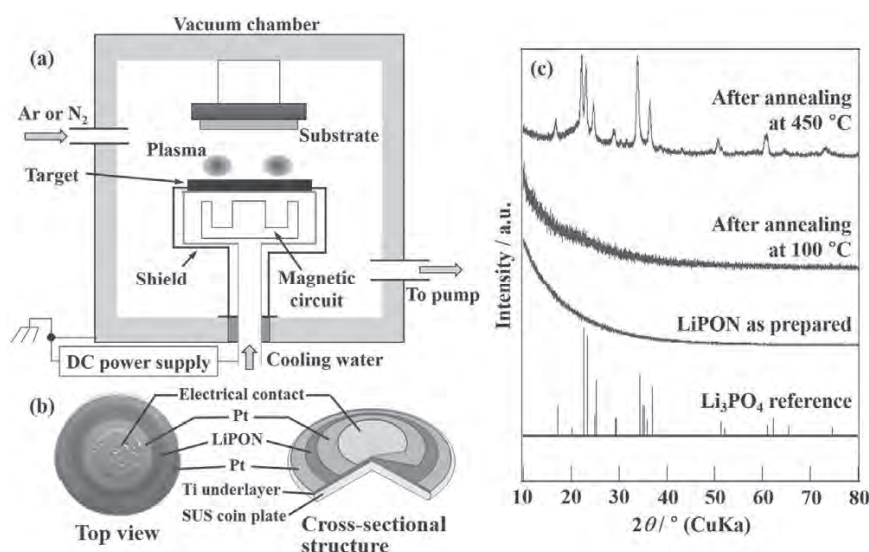 Vacuum chamber
(a)
Ar or N₂
Substrate
Plasma
Target
Shield
Magnetic
circuit
To pump
DC power supply
Cooling water
(b)
Electrical contact
Pt
LiPON
Pt
Ti underlayer
SUS coin plate
Top view
Cross-sectional
structure
(c)
After annealing
at 450 °C
After annealing
at 100 °C
LiPON as prepared
Li₃PO₄ reference
Intensity / a.u.
10 20 30 40 50 60 70 80
2θ / ° (CuKa)